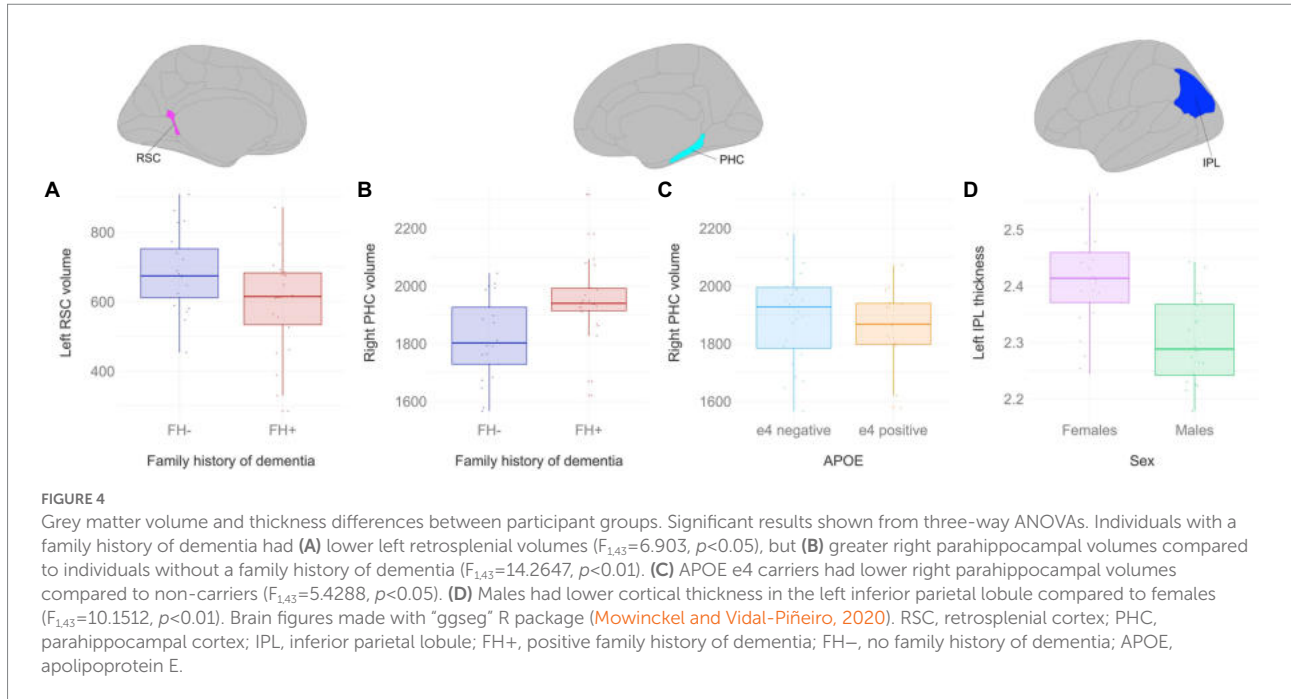 RSC
PHC
IPL
A
B
C
D
Left RSC volume
800
600
400
FH-
FH+
Family history of dementia
Right PHC volume
2200
2000
1800
1600
FH-
FH+
Family history of dementia
Right PHC volume
2200
2000
1800
1600
e4 negative
e4 positive
APOE
Left IPL thickness
2.5
2.4
2.3
2.2
Females
Males
Sex
FIGURE 4
Grey matter volume and thickness differences between participant groups. Significant results shown from three-way ANOVAs. Individuals with a
family history of dementia had (A) lower left retrosplenial volumes (F1,43=6.903, p<0.05), but (B) greater right parahippocampal volumes compared
to individuals without a family history of dementia (F1,43=14.2647, p<0.01). (C) APOE e4 carriers had lower right parahippocampal volumes
compared to non-carriers (F1,43=5.4288, p<0.05). (D) Males had lower cortical thickness in the left inferior parietal lobule compared to females
(F1,43=10.1512, p<0.01). Brain figures made with "ggseg" R package (Mowinckel and Vidal-Piñeiro, 2020). RSC, retrosplenial cortex; PHC,
parahippocampal cortex; IPL, inferior parietal lobule; FH+, positive family history of dementia; FH−, no family history of dementia; APOE,
apolipoprotein E.